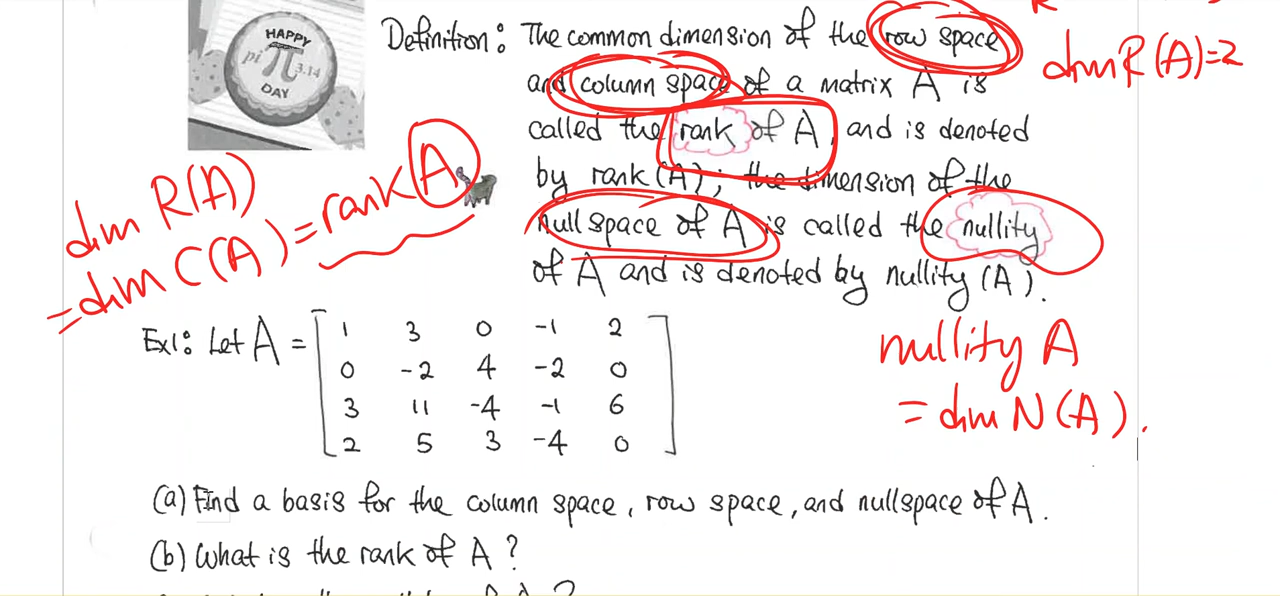 HAPPY
pi π 3.14
DAY
Definition: The common dimension of the row space
and column space of a matrix A is
called the rank of A, and is denoted
by rank(A); the dimension of the
null space of A is called the nullity
of A and is denoted by nullity (A).
dim R(A)=2
dim R(A)
=dim C(A) = rank A
nullity A
= dim N(A).
Ex1: Let A = [ 1 3 0 -1 2
0 -2 4 -2 0
3 11 -4 -1 6
2 5 3 -4 0 ]
(a) Find a basis for the column space, row space, and nullspace of A.
(b) What is the rank of A?